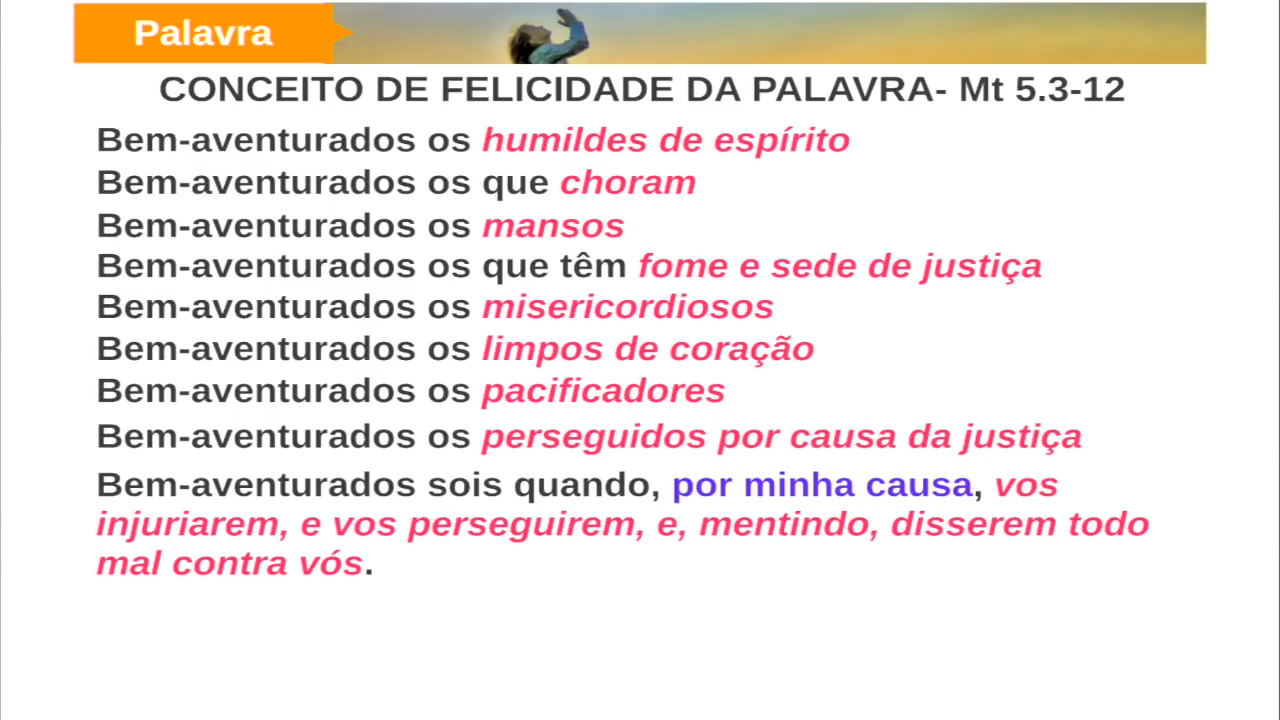 Palavra
CONCEITO DE FELICIDADE DA PALAVRA- Mt 5.3-12
Bem-aventurados os humildes de espírito
Bem-aventurados os que choram
Bem-aventurados os mansos
Bem-aventurados os que têm fome e sede de justiça
Bem-aventurados os misericordiosos
Bem-aventurados os limpos de coração
Bem-aventurados os pacificadores
Bem-aventurados os perseguidos por causa da justiça
Bem-aventurados sois quando, por minha causa, vos
injuriarem, e vos perseguirem, e, mentindo, disserem todo
mal contra vós.